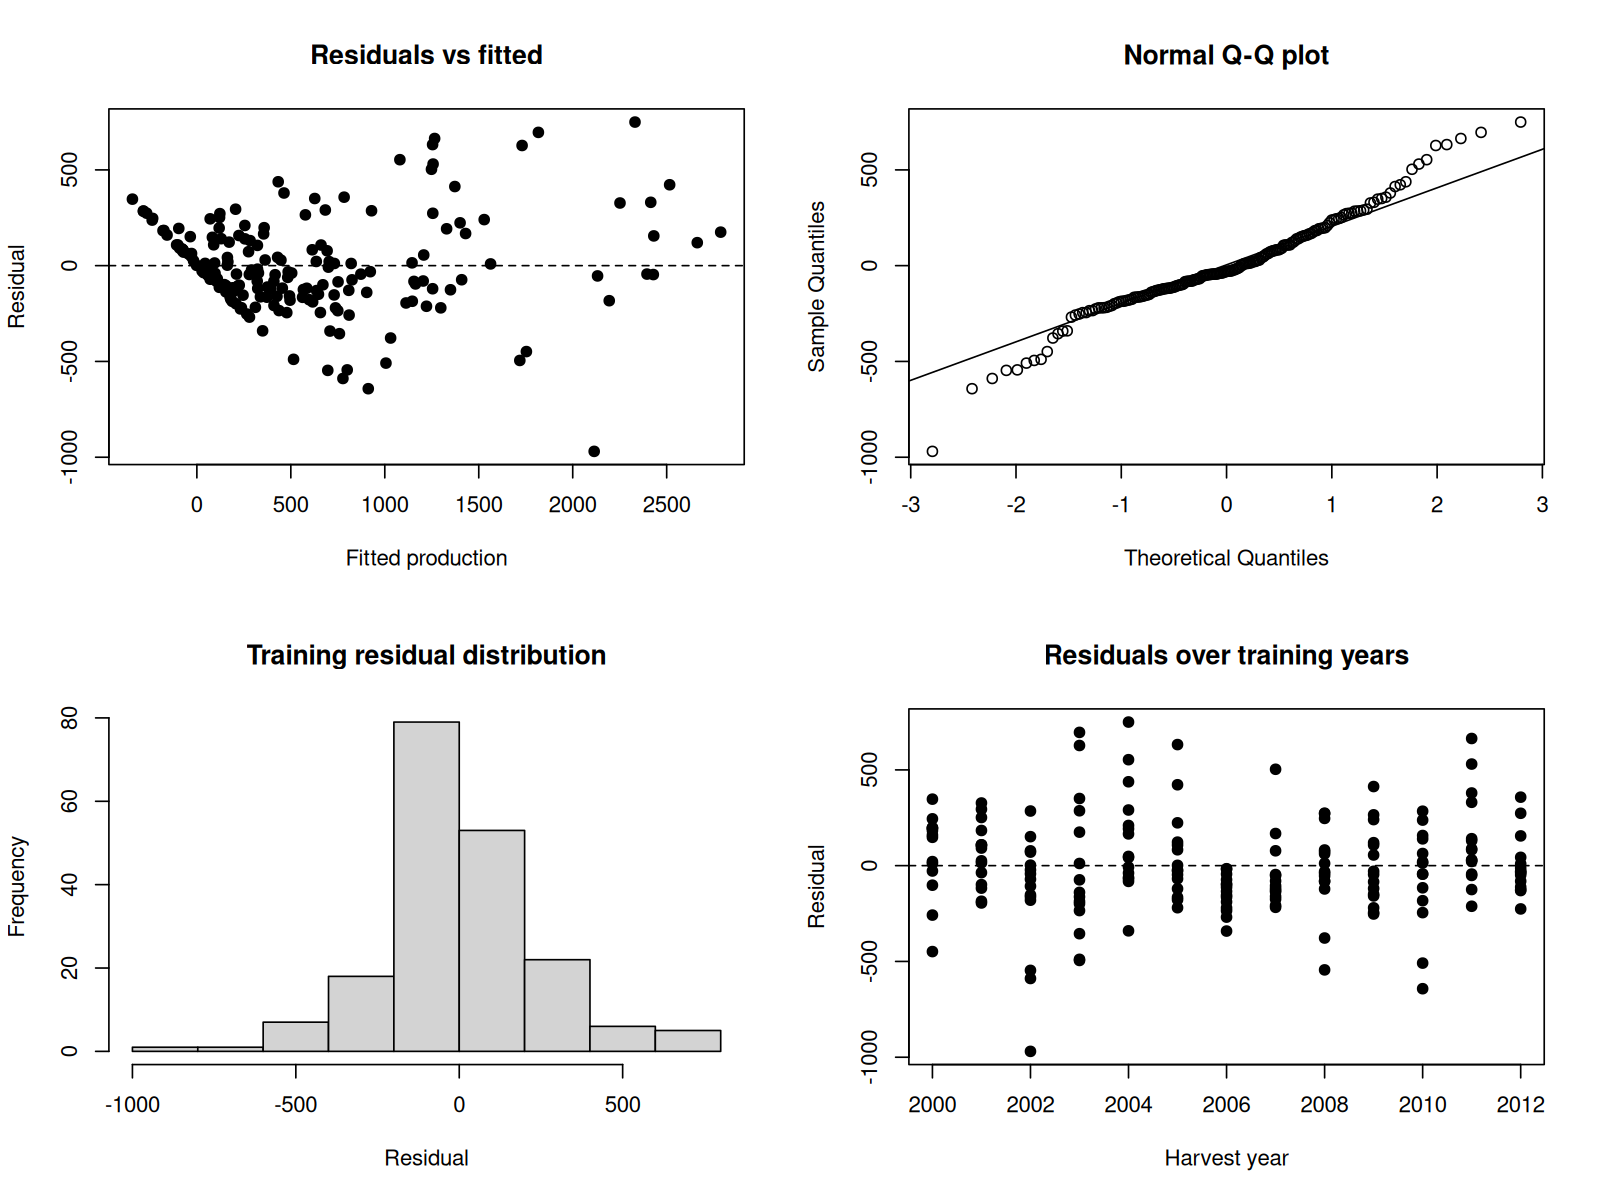 Residuals vs fitted
Residual
-1000 -500 0 500
0 500 1000 1500 2000 2500
Fitted production
Normal Q-Q plot
Sample Quantiles
-1000 -500 0 500
-3 -2 -1 0 1 2 3
Theoretical Quantiles
Training residual distribution
Frequency
0 20 40 60 80
-1000 -500 0 500
Residual
Residuals over training years
Residual
-1000 -500 0 500
2000 2002 2004 2006 2008 2010 2012
Harvest year